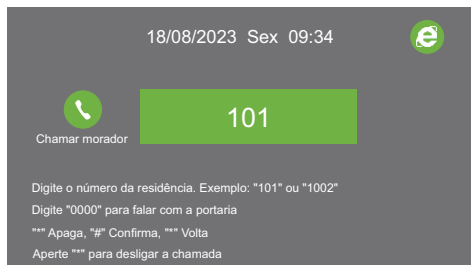 18/08/2023 Sex 09:34
101
Chamar morador
Digite o número da residência. Exemplo: "101" ou "1002"
Digite "0000" para falar com a portaria
"*" Apaga, "#" Confirma, "*" Volta
Aperte "*" para desligar a chamada